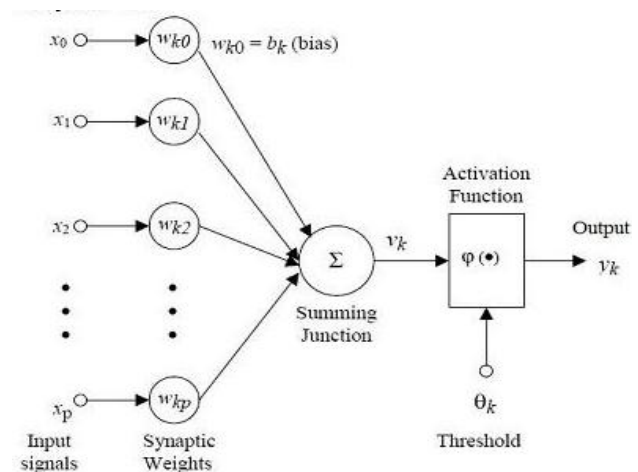 x0
wk0
wk0 = bk (bias)
x1
wk1
Activation
Function
x2
wk2
Σ
vk
φ (•)
Output
yk
Summing
Junction
xp
wkp
θk
Input
signals
Synaptic
Weights
Threshold